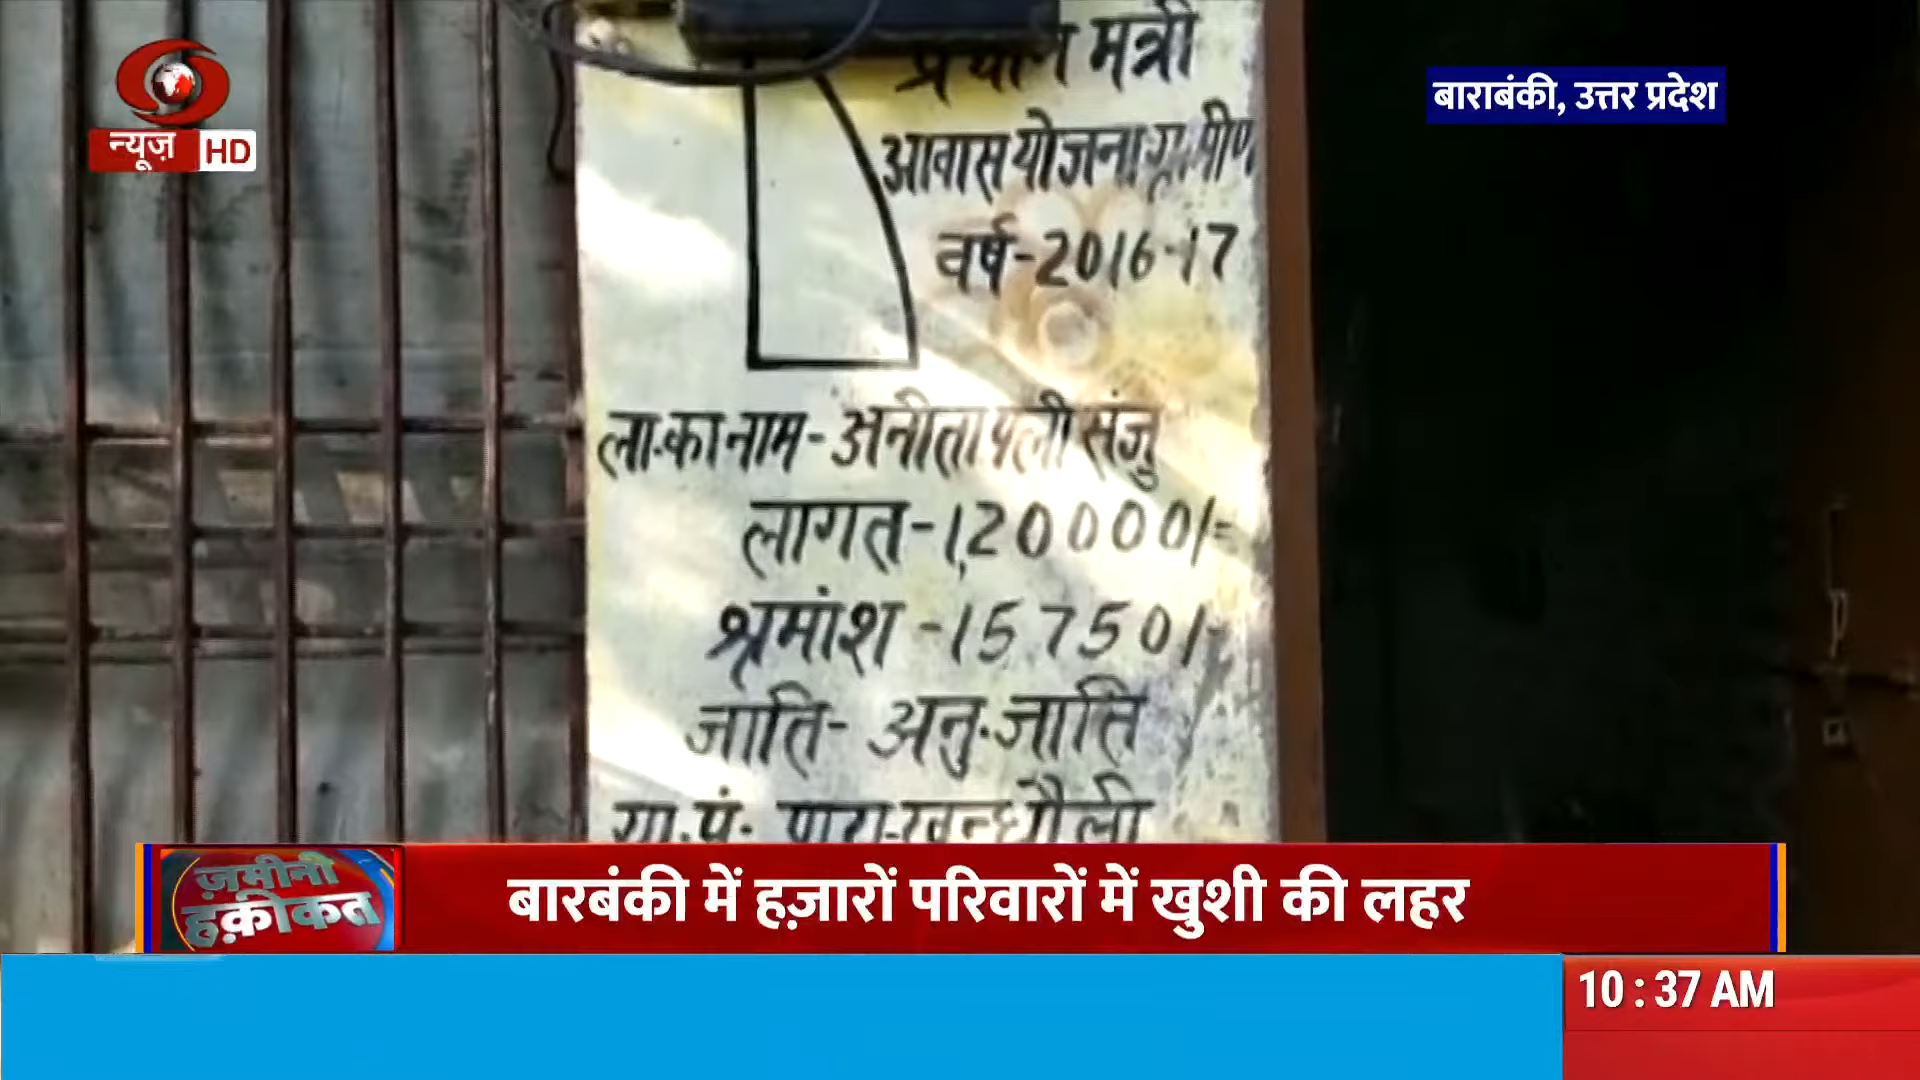 न्यूज़ HD
बाराबंकी, उत्तर प्रदेश
प्रधान मंत्री
आवास योजना ग्रामीण
वर्ष-2016-17
ला.का नाम-अनीता पत्नी संजु
लागत-1,20000/=
श्रमांश-15750/-
जाति-अनु.जाति
ग्रा.पं.
ज़मीनी
हक़ीकत
बारबंकी में हज़ारों परिवारों में खुशी की लहर
10:37 AM